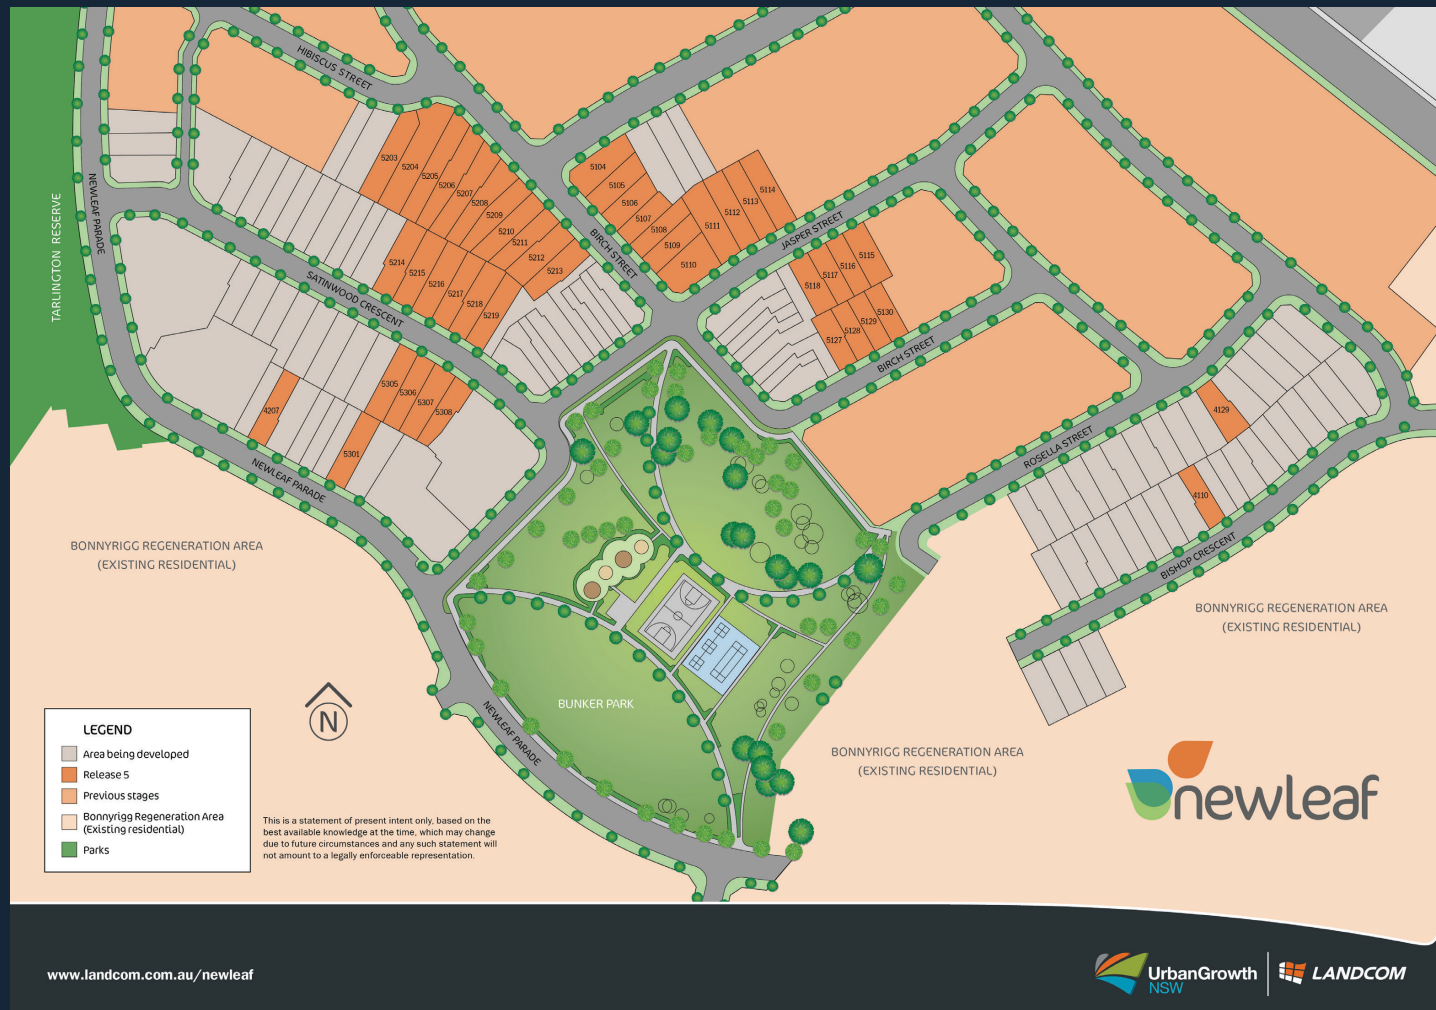 HIBISCUS STREET
NEWLEAF PARADE
TARLINGTON RESERVE
5203
5204
5205
5206
5207
5208
5209
5210
5211
5212
5213
5104
5105
5106
5107
5108
5109
5110
5111
5112
5113
5114
BIRCH STREET
JASPER STREET
5115
5116
5117
5118
5127
5128
5129
5130
BIRCH STREET
5214
5215
5216
5217
5218
5219
SATINWOOD CRESCENT
5305
5306
5307
5308
4207
5301
NEWLEAF PARADE
4129
ROSELLA STREET
4110
BISHOP CRESCENT
BONNYRIGG REGENERATION AREA
(EXISTING RESIDENTIAL)
BONNYRIGG REGENERATION AREA
(EXISTING RESIDENTIAL)
BUNKER PARK
NEWLEAF PARADE
BONNYRIGG REGENERATION AREA
(EXISTING RESIDENTIAL)
N
LEGEND
Area being developed
Release 5
Previous stages
Bonnyrigg Regeneration Area
(Existing residential)
Parks
This is a statement of present intent only, based on the
best available knowledge at the time, which may change
due to future circumstances and any such statement will
not amount to a legally enforceable representation.
newleaf
www.landcom.com.au/newleaf
UrbanGrowth
NSW
LANDCOM